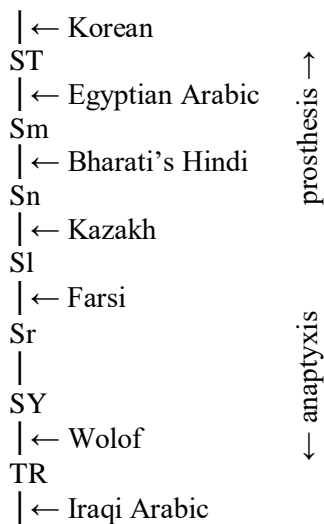 ← Korean
ST
← Egyptian Arabic
Sm
← Bharati’s Hindi
Sn
← Kazakh
Sl
← Farsi
Sr
SY
← Wolof
TR
← Iraqi Arabic
prosthesis →
← anaptyxis